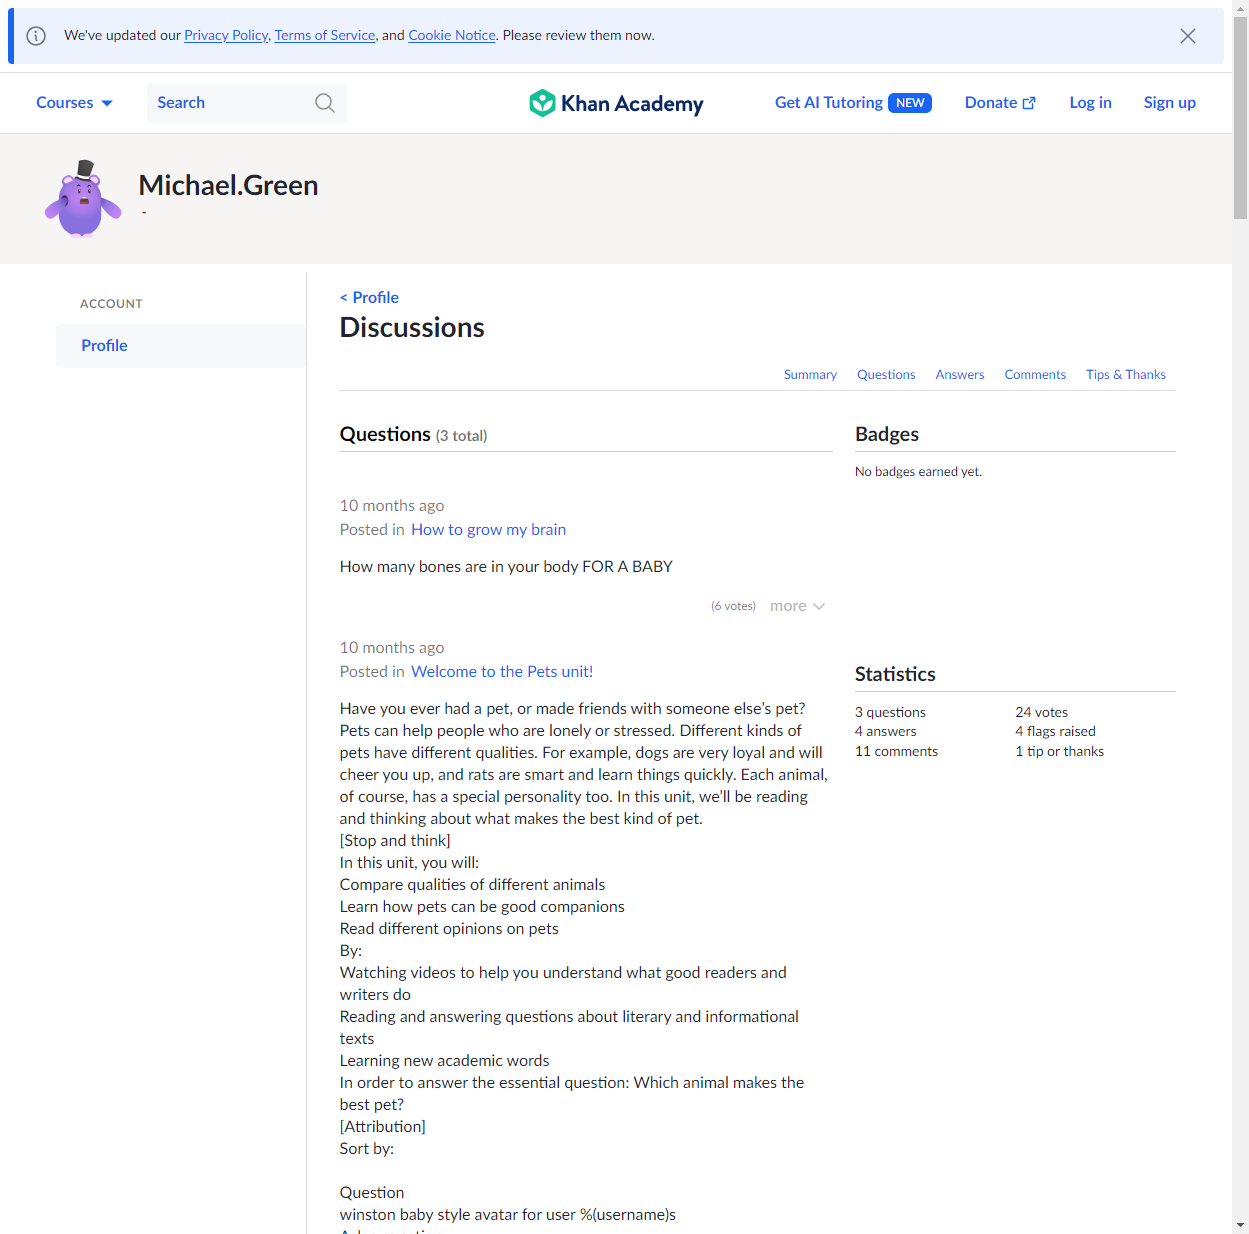 We've updated our Privacy Policy, Terms of Service, and Cookie Notice. Please review them now.
Courses
Search
Khan Academy
Get AI Tutoring NEW
Donate
Log in
Sign up
Michael.Green
-
ACCOUNT
Profile
< Profile
Discussions
Summary
Questions
Answers
Comments
Tips & Thanks
Questions (3 total)
10 months ago
Posted in How to grow my brain
How many bones are in your body FOR A BABY
(6 votes) more
10 months ago
Posted in Welcome to the Pets unit!
Have you ever had a pet, or made friends with someone else's pet?
Pets can help people who are lonely or stressed. Different kinds of
pets have different qualities. For example, dogs are very loyal and will
cheer you up, and rats are smart and learn things quickly. Each animal,
of course, has a special personality too. In this unit, we'll be reading
and thinking about what makes the best kind of pet.
[Stop and think]
In this unit, you will:
Compare qualities of different animals
Learn how pets can be good companions
Read different opinions on pets
By:
Watching videos to help you understand what good readers and
writers do
Reading and answering questions about literary and informational
texts
Learning new academic words
In order to answer the essential question: Which animal makes the
best pet?
[Attribution]
Sort by:
Question
winston baby style avatar for user %(username)s
Badges
No badges earned yet.
Statistics
3 questions
24 votes
4 answers
4 flags raised
11 comments
1 tip or thanks